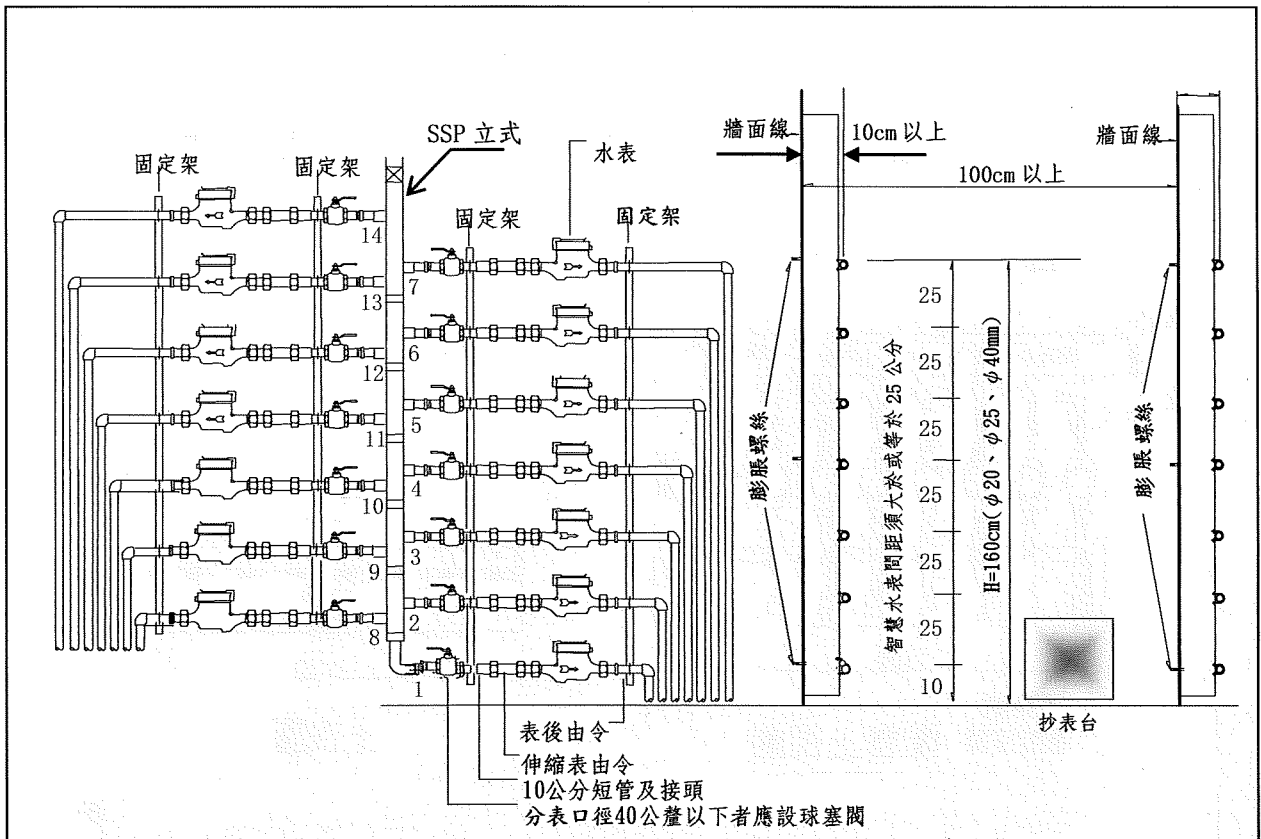 SSP 立式
固定架
固定架
水表
固定架
固定架
14
13
12
11
10
9
8
7
6
5
4
3
2
1
表後由令
伸縮表由令
10公分短管及接頭
分表口徑40公釐以下者應設球塞閥
牆面線
10cm 以上
牆面線
100cm 以上
膨脹螺絲
25
25
25
25
25
25
10
智慧水表間距須大於或等於 25 公分
H=160cm(φ20、φ25、φ40mm)
膨脹螺絲
抄表台